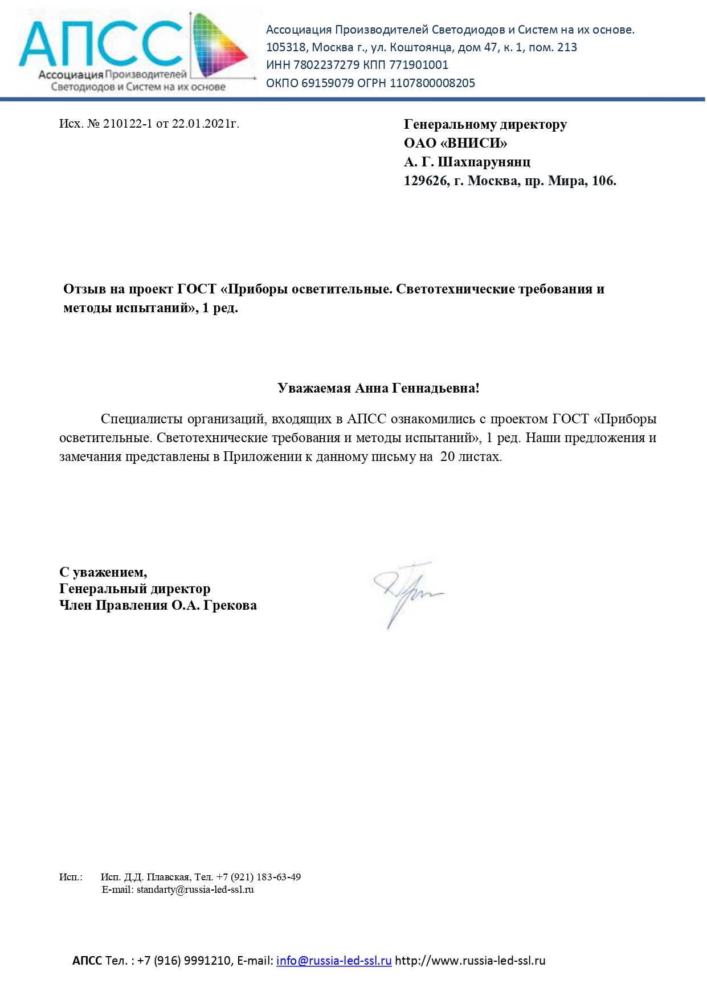 АПСС
Ассоциация Производителей
Светодиодов и Систем на их основе
Ассоциация Производителей Светодиодов и Систем на их основе.
105318, Москва г., ул. Коштоянца, дом 47, к. 1, пом. 213
ИНН 7802237279 КПП 771901001
ОКПО 69159079 ОГРН 1107800008205
Исх. № 210122-1 от 22.01.2021г.
Генеральному директору
ОАО «ВНИСИ»
А. Г. Шахпарунянц
129626, г. Москва, пр. Мира, 106.
Отзыв на проект ГОСТ «Приборы осветительные. Светотехнические требования и
методы испытаний», 1 ред.
Уважаемая Анна Геннадьевна!
Специалисты организаций, входящих в АПСС ознакомились с проектом ГОСТ «Приборы
осветительные. Светотехнические требования и методы испытаний», 1 ред. Наши предложения и
замечания представлены в Приложении к данному письму на 20 листах.
С уважением,
Генеральный директор
Член Правления О.А. Грекова
Исп.: Исп. Д.Д. Плавская, Тел. +7 (921) 183-63-49
E-mail: standarty@russia-led-ssl.ru
АПСС Тел. : +7 (916) 9991210, E-mail: info@russia-led-ssl.ru http://www.russia-led-ssl.ru